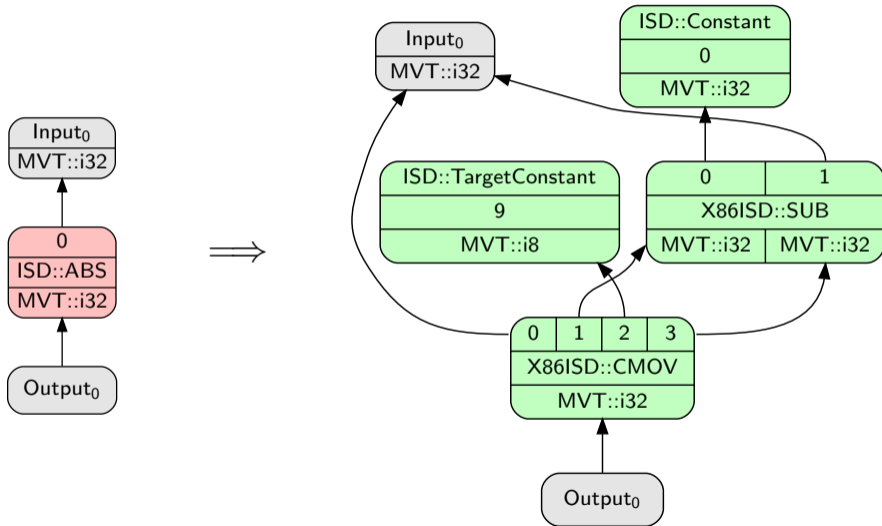 Input₀
MVT::i32
0
ISD::ABS
MVT::i32
Output₀
⟹
Input₀
MVT::i32
ISD::Constant
0
MVT::i32
ISD::TargetConstant
9
MVT::i8
0 1
X86ISD::SUB
MVT::i32 MVT::i32
0 1 2 3
X86ISD::CMOV
MVT::i32
Output₀